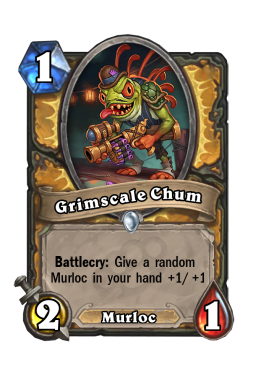 1
Grimscale Chum
Battlecry: Give a random
Murloc in your hand +1/ +1
2
Murloc
1